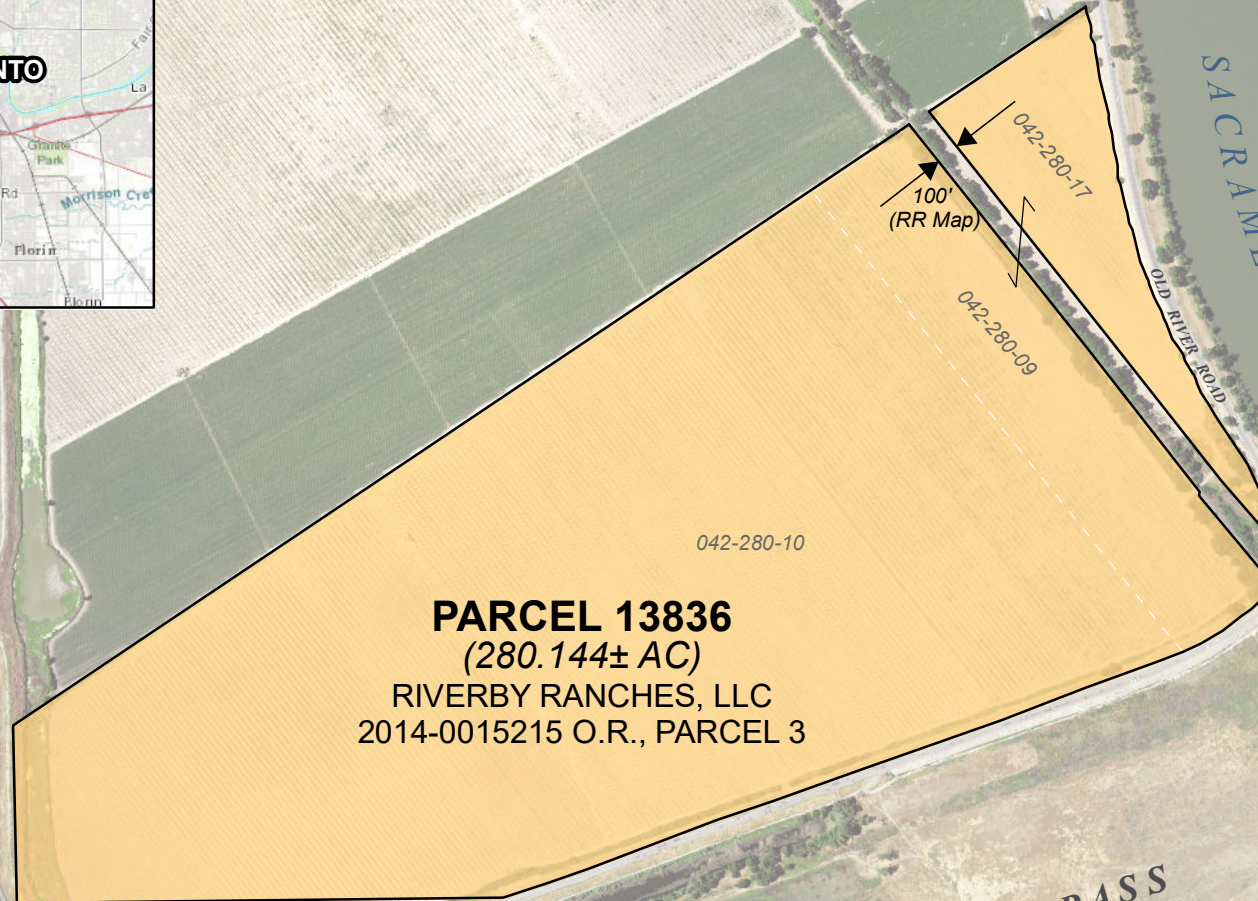 NTO
La
Granite
Park
Rd
Morrison Cre
Florin
Florin
SACRAME
042-280-17
100'
(RR Map)
042-280-09
OLD RIVER ROAD
042-280-10
PARCEL 13836
(280.144± AC)
RIVERBY RANCHES, LLC
2014-0015215 O.R., PARCEL 3
PASS